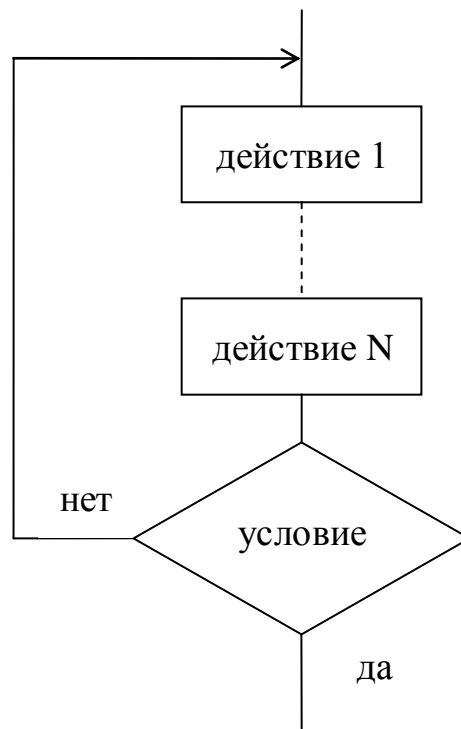 действие 1
действие N
нет
условие
да